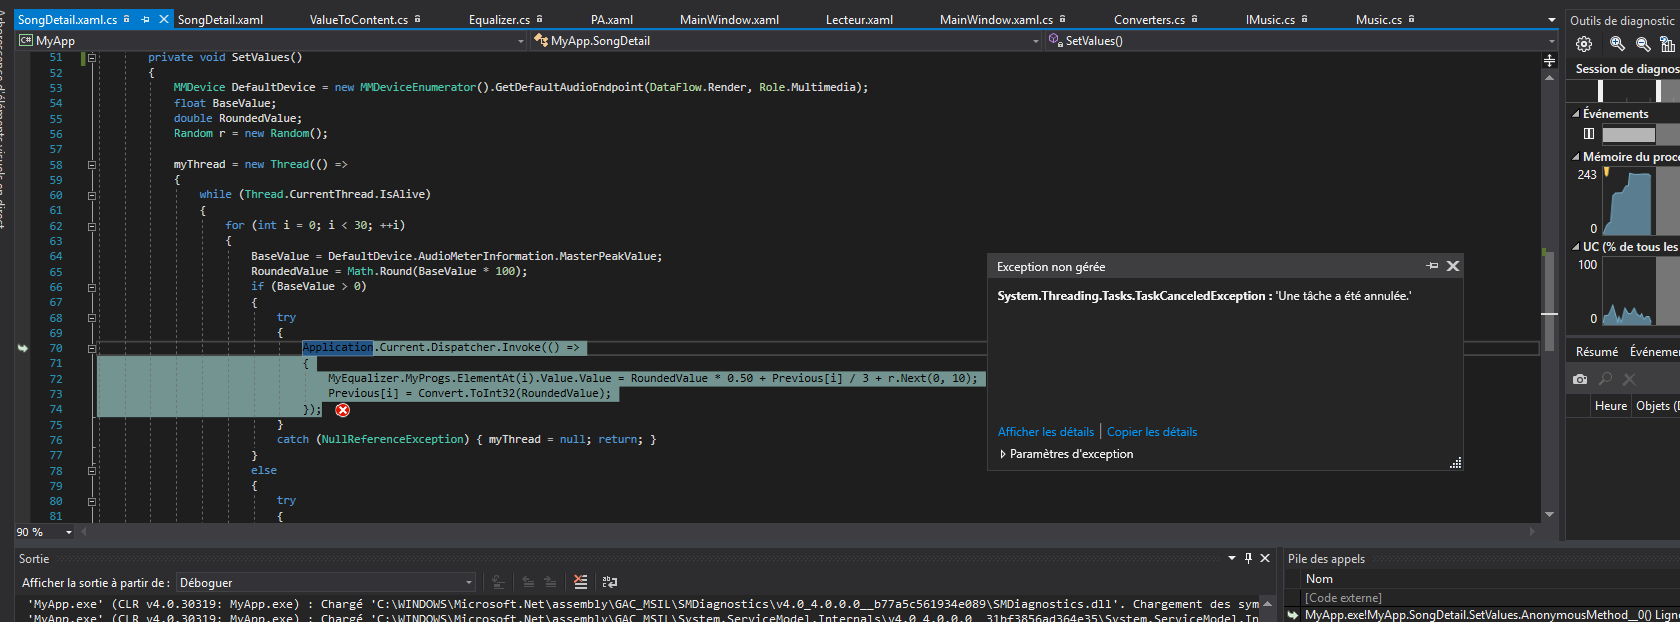 SongDetail.xaml.cs SongDetail.xaml ValueToContent.cs Equalizer.cs PA.xaml MainWindow.xaml Lecteur.xaml MainWindow.xaml.cs Converters.cs IMusic.cs Music.cs Outils de diagnostic
C# MyApp MyApp.SongDetail SetValues()
51 private void SetValues()
52 {
53 MMDevice DefaultDevice = new MMDeviceEnumerator().GetDefaultAudioEndpoint(DataFlow.Render, Role.Multimedia);
54 float BaseValue;
55 double RoundedValue;
56 Random r = new Random();
57
58 myThread = new Thread(() =>
59 {
60 while (Thread.CurrentThread.IsAlive)
61 {
62 for (int i = 0; i < 30; ++i)
63 {
64 BaseValue = DefaultDevice.AudioMeterInformation.MasterPeakValue;
65 RoundedValue = Math.Round(BaseValue * 100);
66 if (BaseValue > 0)
67 {
68 try
69 {
70 Application.Current.Dispatcher.Invoke(() =>
71 {
72 MyEqualizer.MyProgs.ElementAt(i).Value.Value = RoundedValue * 0.50 + Previous[i] / 3 + r.Next(0, 10);
73 Previous[i] = Convert.ToInt32(RoundedValue);
74 });
75 }
76 catch (NullReferenceException) { myThread = null; return; }
77 }
78 else
79 {
80 try
81 {
90 %
Exception non gérée
System.Threading.Tasks.TaskCanceledException : 'Une tâche a été annulée.'
Afficher les détails | Copier les détails
Paramètres d'exception
Session de diagnos
Événements
Mémoire du proce
243
0
UC (% de tous les
100
0
Résumé Événeme
Heure Objets (D
Sortie
Afficher la sortie à partir de : Déboguer
'MyApp.exe' (CLR v4.0.30319: MyApp.exe) : Chargé 'C:\WINDOWS\Microsoft.Net\assembly\GAC_MSIL\SMDiagnostics\v4.0_4.0.0.0__b77a5c561934e089\SMDiagnostics.dll'. Chargement des sym
'MyApp.exe' (CLR v4.0.30319: MyApp.exe) : Chargé 'C:\WINDOWS\Microsoft.Net\assembly\GAC_MSIL\System.ServiceModel.Internals\v4.0_4.0.0.0__31bf3856ad364e35\System.ServiceModel.In
Pile des appels
Nom
[Code externe]
MyApp.exe!MyApp.SongDetail.SetValues.AnonymousMethod__0() Lign